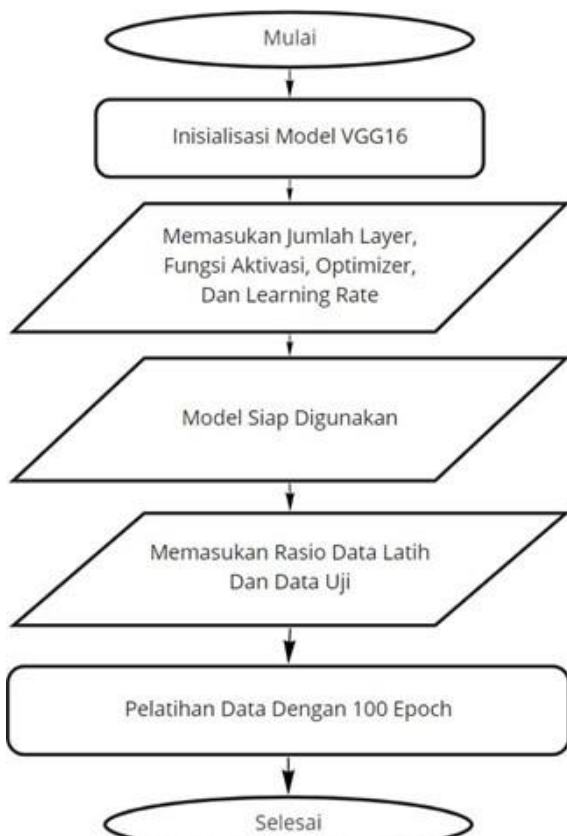 Mulai
Inisialisasi Model VGG16
Memasukan Jumlah Layer,
Fungsi Aktivasi, Optimizer,
Dan Learning Rate
Model Siap Digunakan
Memasukan Rasio Data Latih
Dan Data Uji
Pelatihan Data Dengan 100 Epoch
Selesai